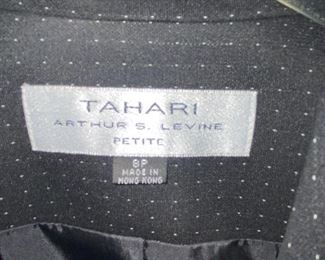 TAHARI
ARTHUR S. LEVINE
PETITE
8P
MADE IN
HONG KONG